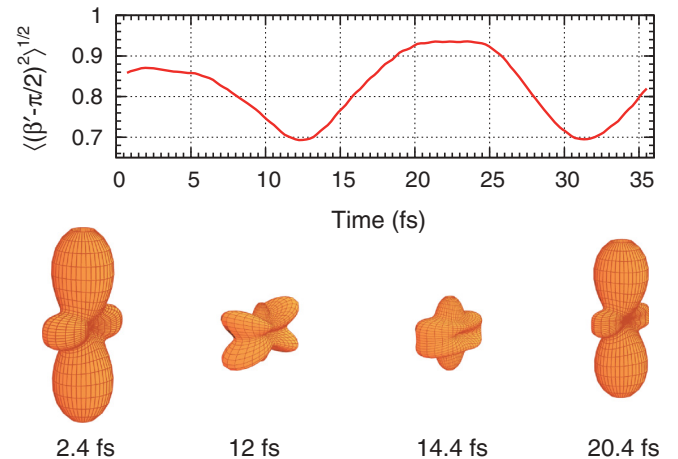 ⟨(β′-π/2)²⟩^1/2
1
0.9
0.8
0.7
0 5 10 15 20 25 30 35
Time (fs)
2.4 fs 12 fs 14.4 fs 20.4 fs